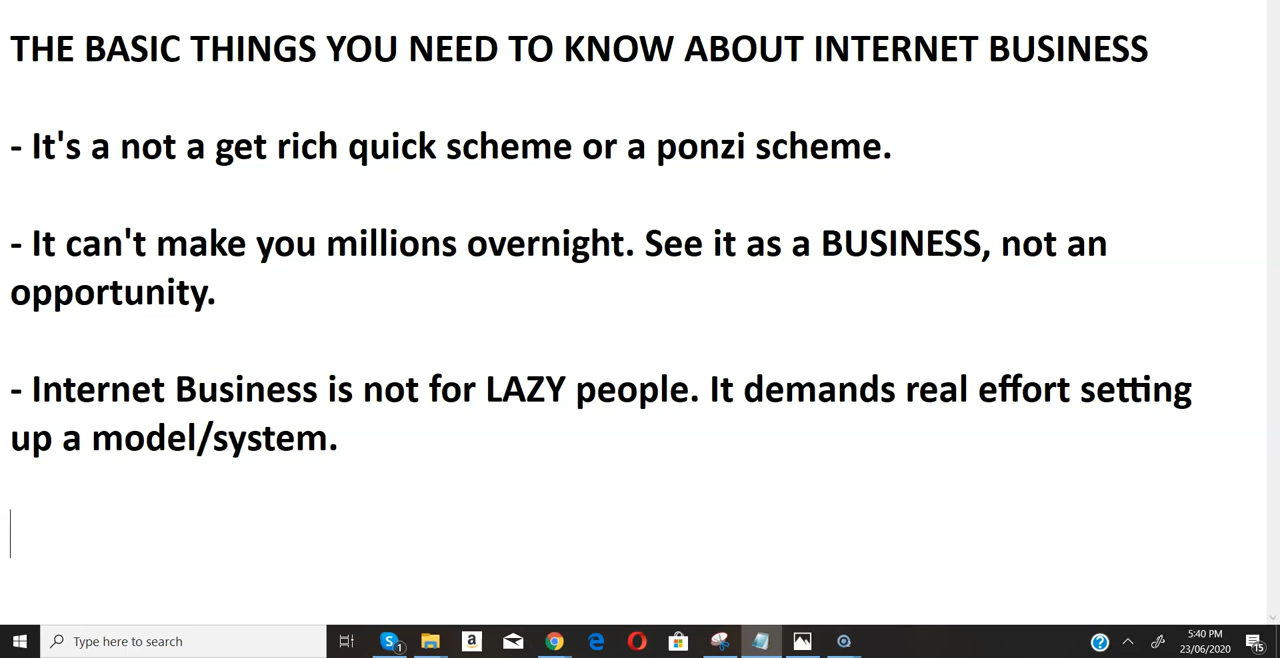 THE BASIC THINGS YOU NEED TO KNOW ABOUT INTERNET BUSINESS
- It's a not a get rich quick scheme or a ponzi scheme.
- It can't make you millions overnight. See it as a BUSINESS, not an
opportunity.
- Internet Business is not for LAZY people. It demands real effort setting
up a model/system.
Type here to search
1
5:40 PM
23/06/2020
15